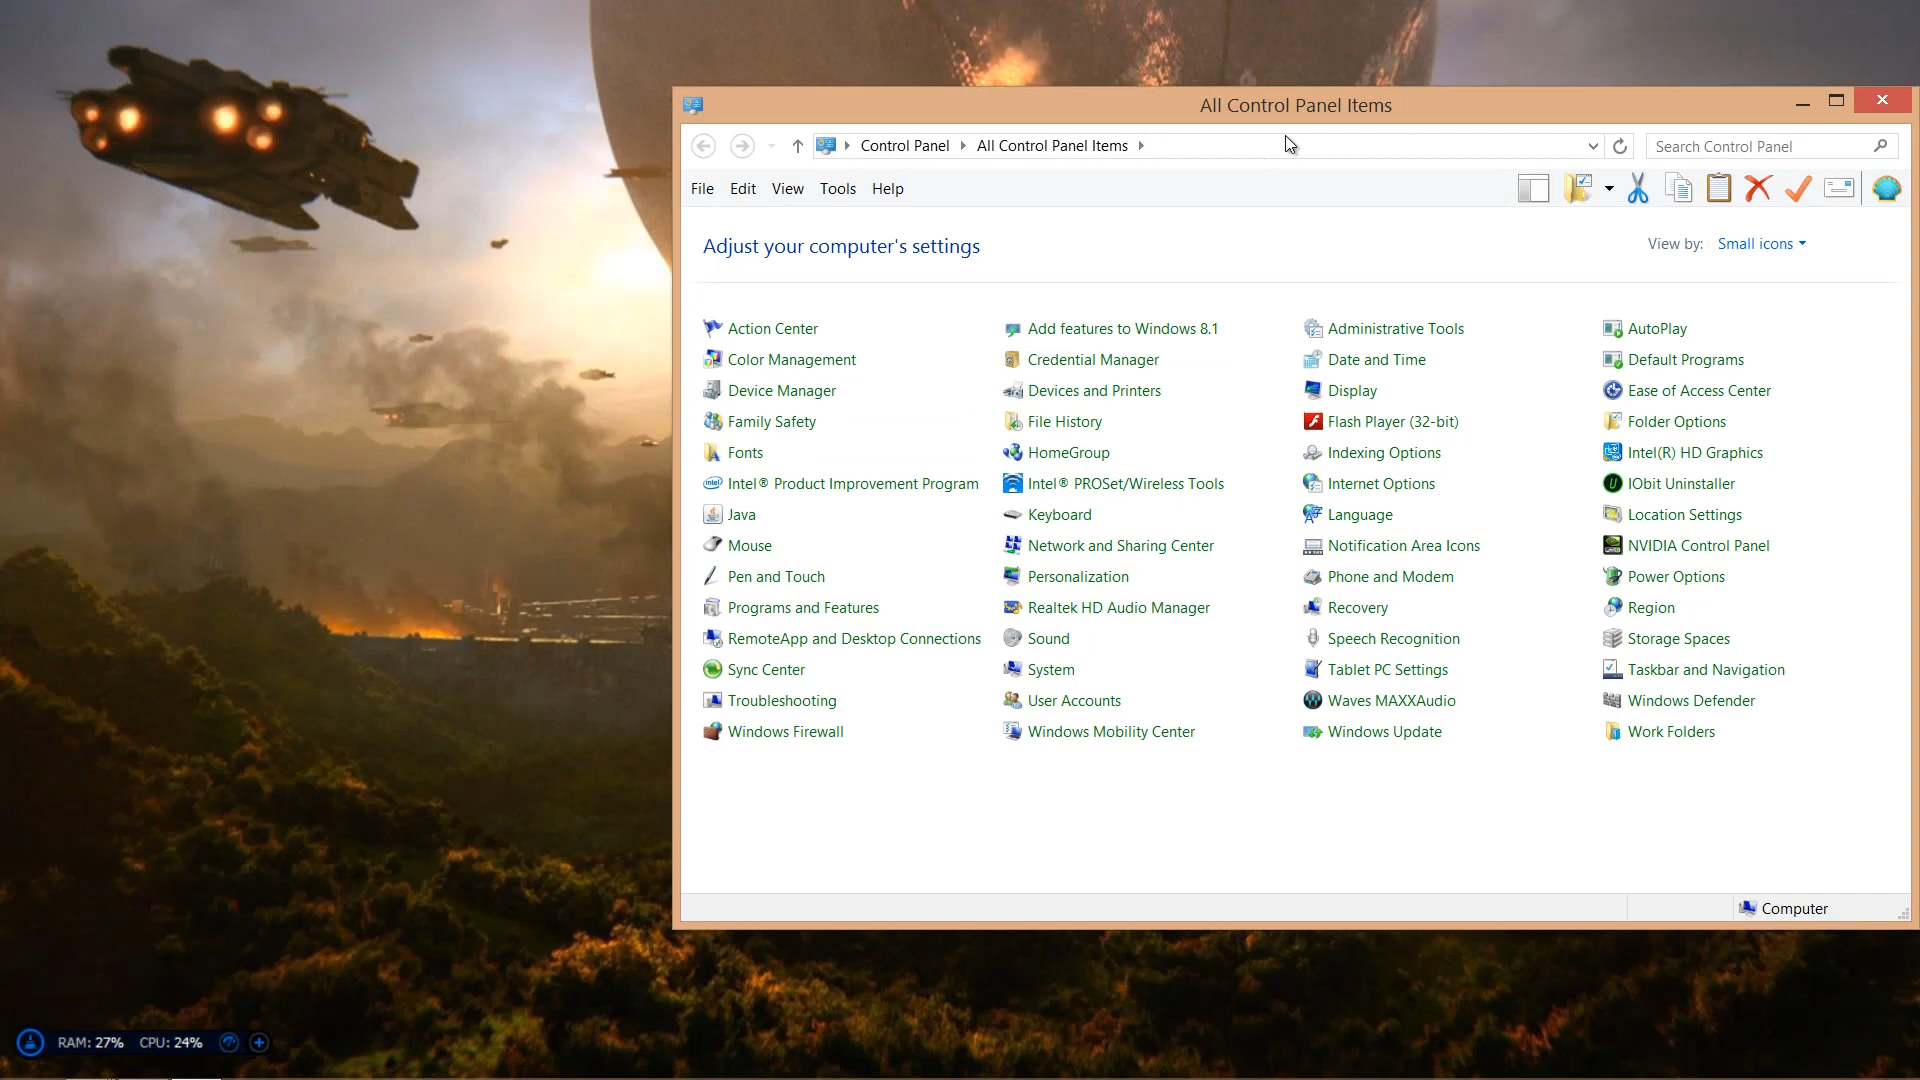 All Control Panel Items
Control Panel All Control Panel Items Search Control Panel
File Edit View Tools Help
Adjust your computer's settings View by: Small icons
Action Center Add features to Windows 8.1 Administrative Tools AutoPlay
Color Management Credential Manager Date and Time Default Programs
Device Manager Devices and Printers Display Ease of Access Center
Family Safety File History Flash Player (32-bit) Folder Options
Fonts HomeGroup Indexing Options Intel(R) HD Graphics
Intel® Product Improvement Program Intel® PROSet/Wireless Tools Internet Options IObit Uninstaller
Java Keyboard Language Location Settings
Mouse Network and Sharing Center Notification Area Icons NVIDIA Control Panel
Pen and Touch Personalization Phone and Modem Power Options
Programs and Features Realtek HD Audio Manager Recovery Region
RemoteApp and Desktop Connections Sound Speech Recognition Storage Spaces
Sync Center System Tablet PC Settings Taskbar and Navigation
Troubleshooting User Accounts Waves MAXXAudio Windows Defender
Windows Firewall Windows Mobility Center Windows Update Work Folders
Computer
RAM: 27% CPU: 24%